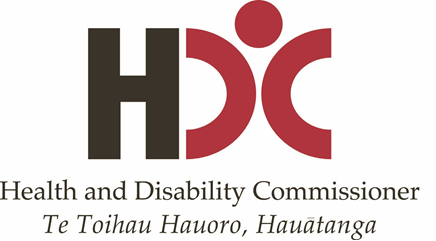 HDC
Health and Disability Commissioner
Te Toihau Hauoro, Hauātanga